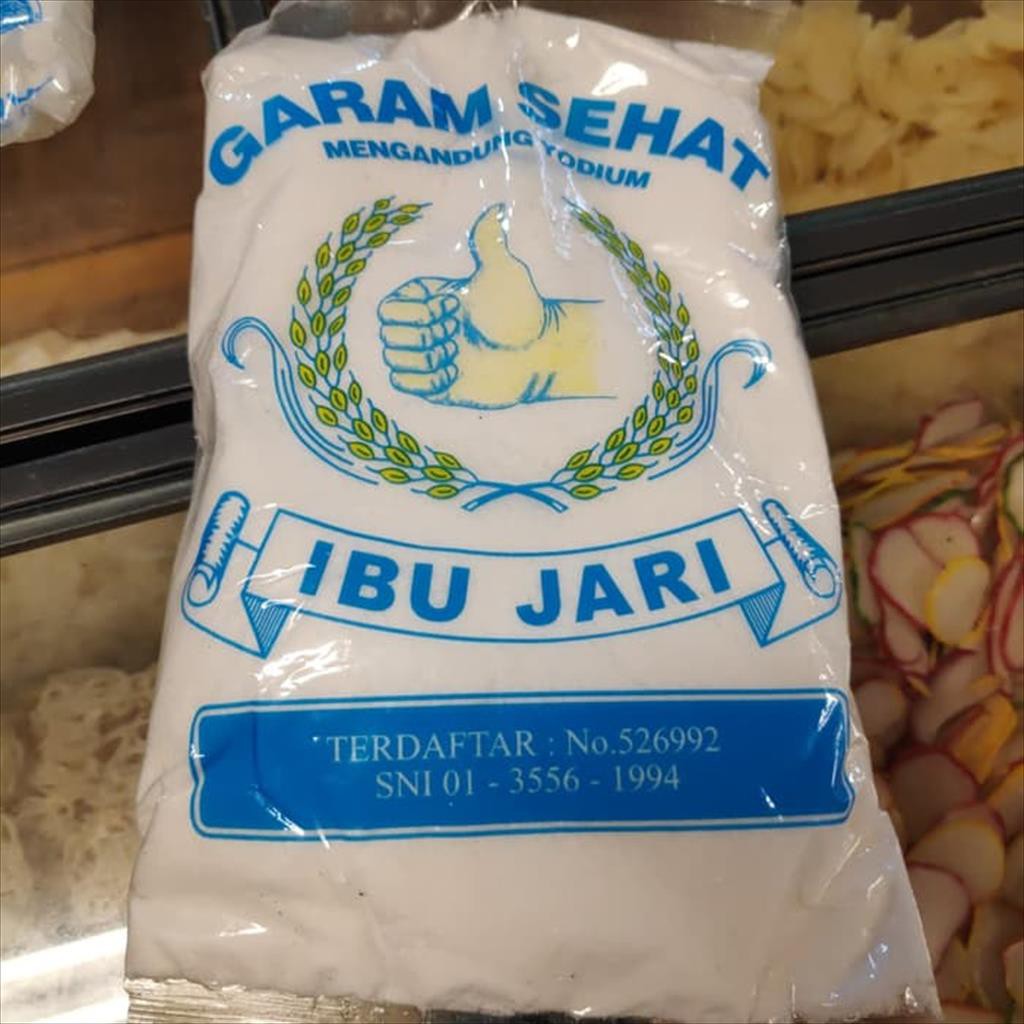 GARAM SEHAT
MENGANDUNG YODIUM
IBU JARI
TERDAFTAR : No.526992
SNI 01 - 3556 - 1994